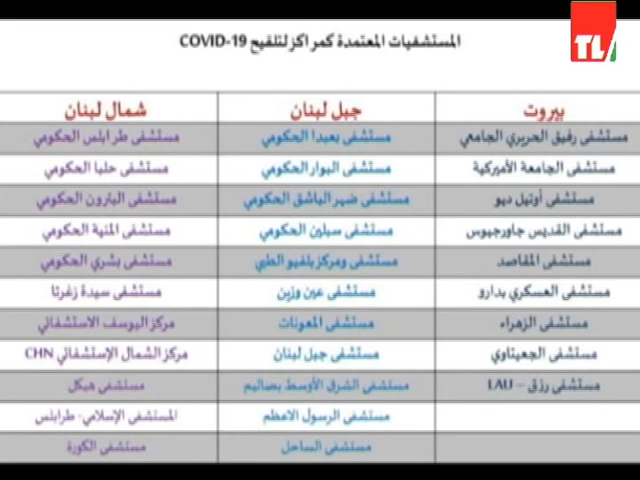 TL
المستشفيات المعتمدة كمراكز لتلقيح COVID-19
بيروت جبل لبنان شمال لبنان
مستشفى رفيق الحريري الجامعي مستشفى بعبدا الحكومي مستشفى طرابلس الحكومي
مستشفى الجامعة الأميركية مستشفى البوار الحكومي مستشفى حلبا الحكومي
مستشفى أوتيل ديو مستشفى ضهر الباشق الحكومي مستشفى البترون الحكومي
مستشفى القديس جاورجيوس مستشفى سبلين الحكومي مستشفى المنية الحكومي
مستشفى المقاصد مستشفى ومركز بلفيو الطبي مستشفى بشري الحكومي
مستشفى العسكري بدارو مستشفى عين وزين مستشفى سيدة زغرتا
مستشفى الزهراء مستشفى المعونات مركز اليوسف الاستشفائي
مستشفى الجعيتاوي مستشفى جبل لبنان مركز الشمال الإستشفائي CHN
مستشفى رزق – LAU مستشفى الشرق الأوسط بصاليم مستشفى هيكل
مستشفى الرسول الاعظم المستشفى الإسلامي- طرابلس
مستشفى الساحل مستشفى الكورة